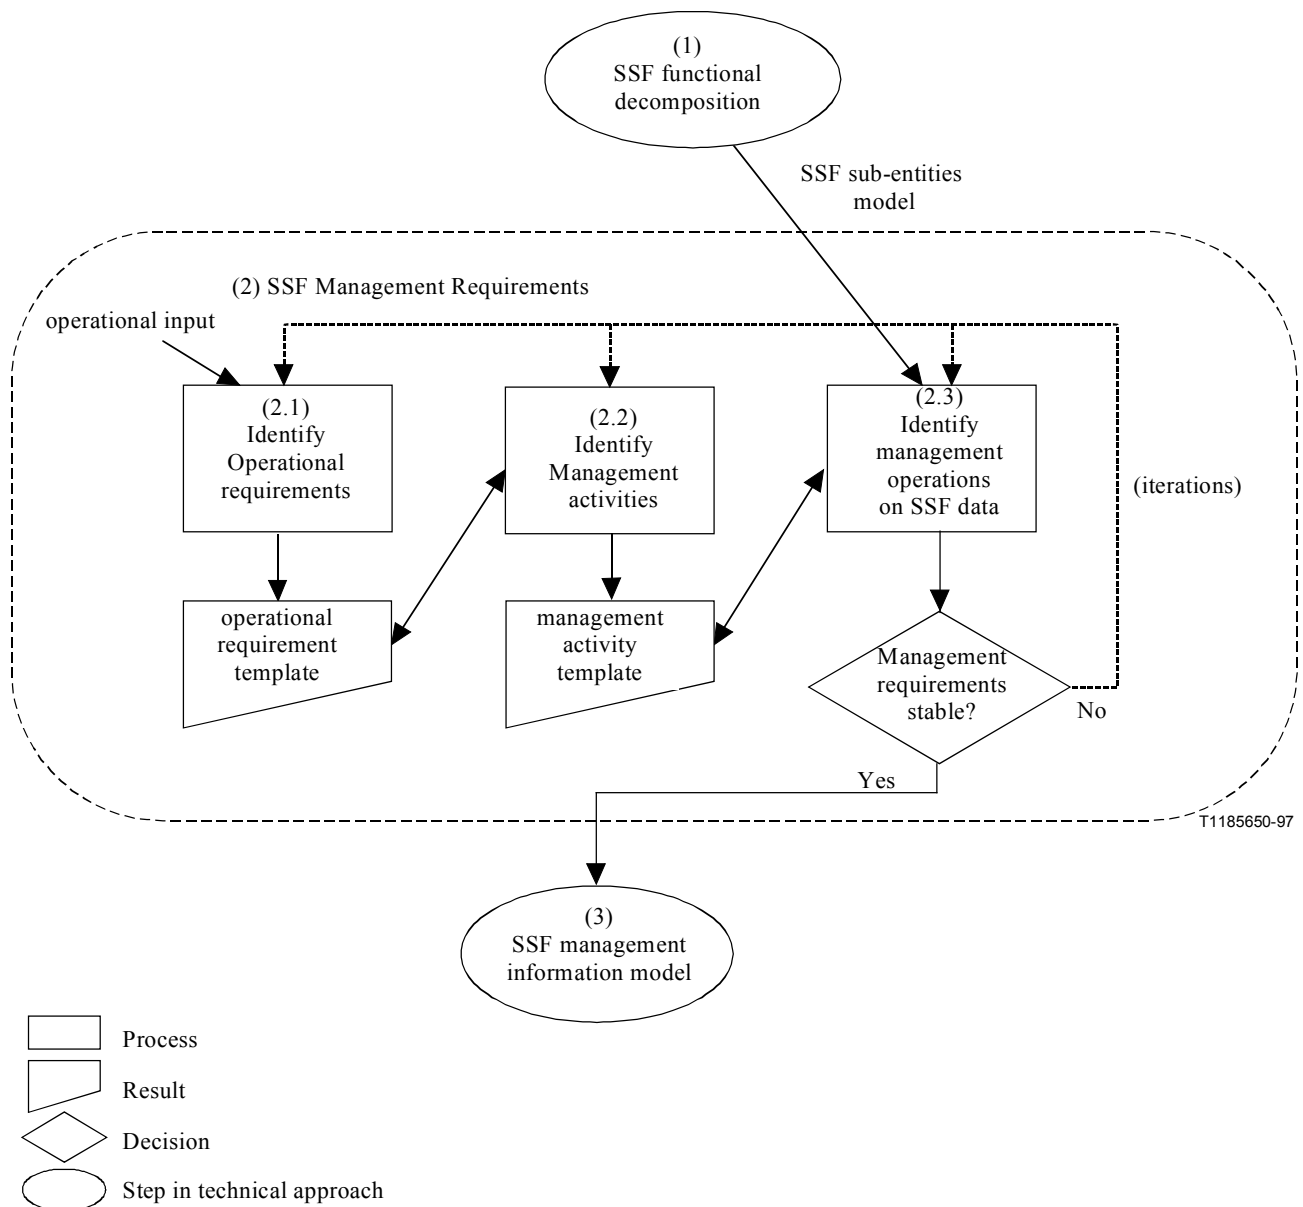 (1)
SSF functional
decomposition
SSF sub-entities
model
(2) SSF Management Requirements
operational input
(2.1)
Identify
Operational
requirements
(2.2)
Identify
Management
activities
(2.3)
Identify
management
operations
on SSF data
(iterations)
operational
requirement
template
management
activity
template
Management
requirements
stable?
No
Yes
T1185650-97
(3)
SSF management
information model
Process
Result
Decision
Step in technical approach